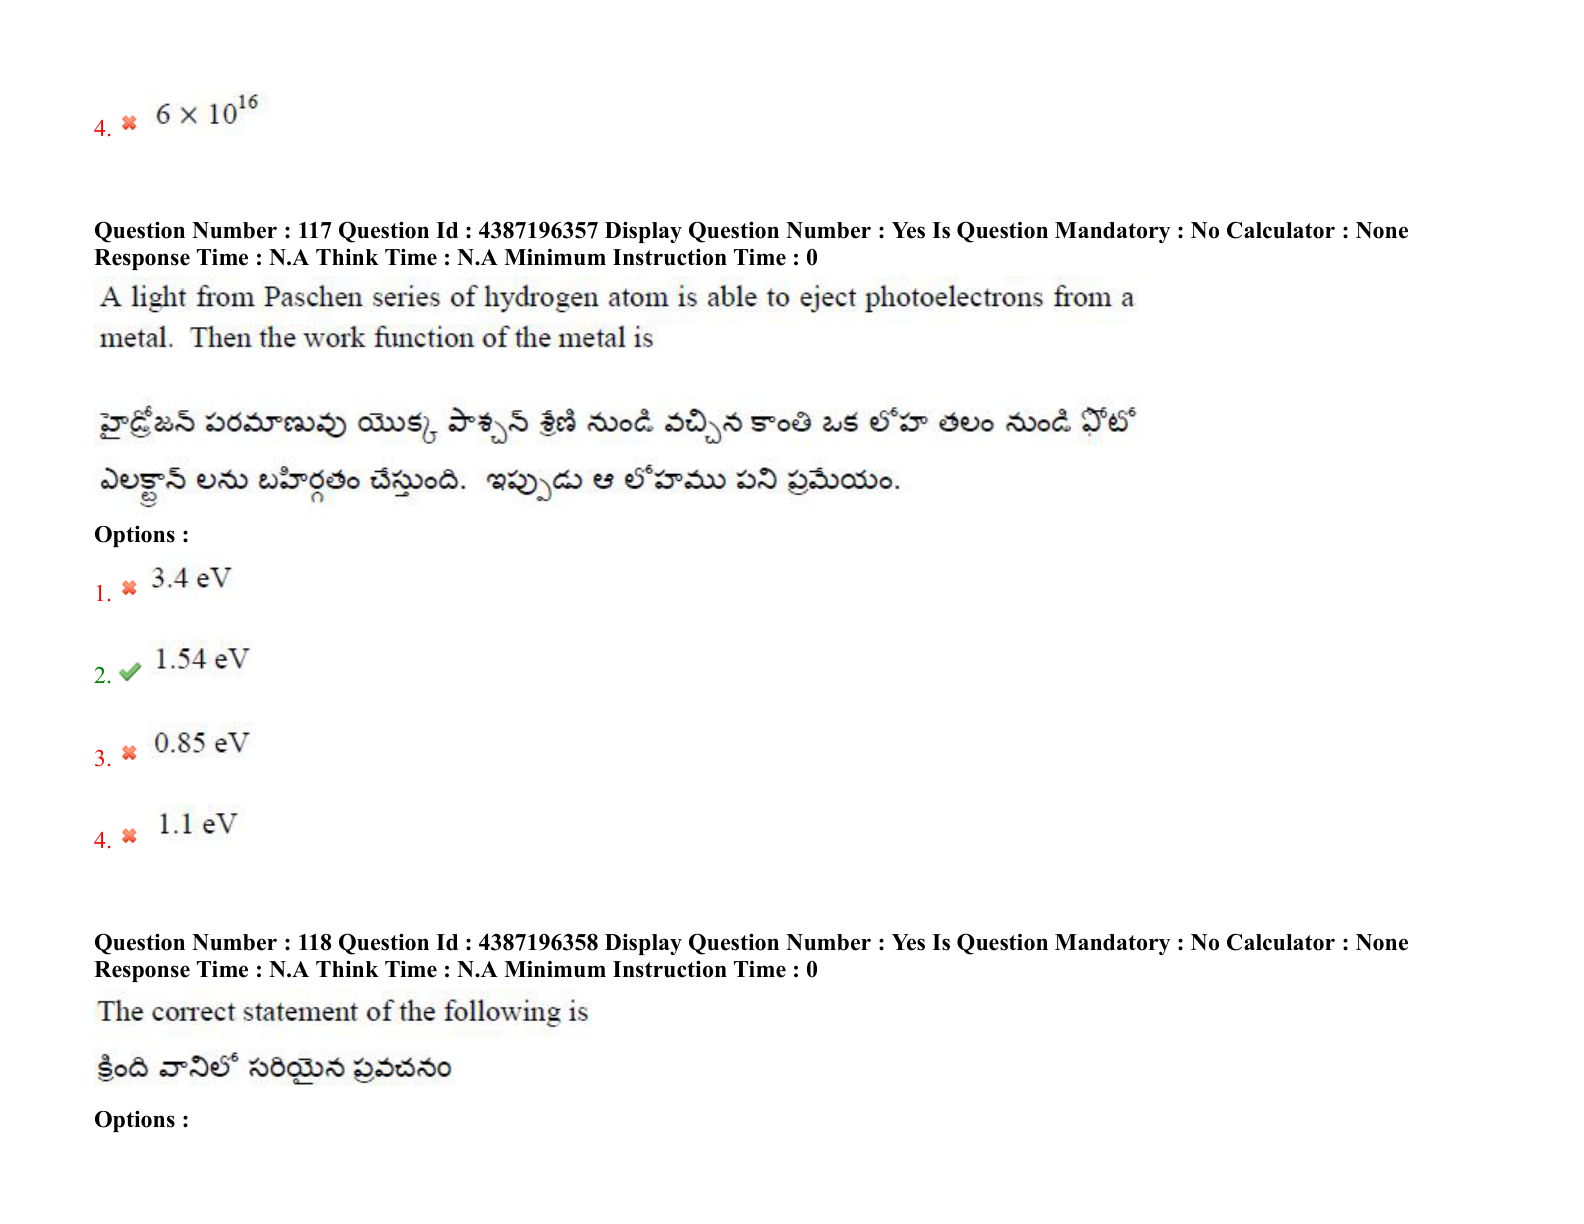 4. 6 × 10^16
Question Number : 117 Question Id : 4387196357 Display Question Number : Yes Is Question Mandatory : No Calculator : None
Response Time : N.A Think Time : N.A Minimum Instruction Time : 0
A light from Paschen series of hydrogen atom is able to eject photoelectrons from a
metal. Then the work function of the metal is
హైడ్రోజన్ పరమాణువు యొక్క పాశ్చన్ శ్రేణి నుండి వచ్చిన కాంతి ఒక లోహ తలం నుండి ఫోటో
ఎలక్ట్రాన్ లను బహిర్గతం చేస్తుంది. ఇప్పుడు ఆ లోహము పని ప్రమేయం.
Options :
1. 3.4 eV
2. 1.54 eV
3. 0.85 eV
4. 1.1 eV
Question Number : 118 Question Id : 4387196358 Display Question Number : Yes Is Question Mandatory : No Calculator : None
Response Time : N.A Think Time : N.A Minimum Instruction Time : 0
The correct statement of the following is
క్రింది వానిలో సరియైన ప్రవచనం
Options :